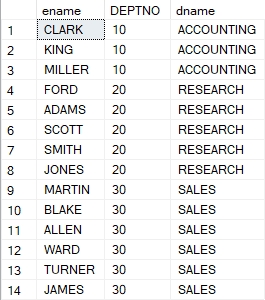 ename DEPTNO dname
1 CLARK 10 ACCOUNTING
2 KING 10 ACCOUNTING
3 MILLER 10 ACCOUNTING
4 FORD 20 RESEARCH
5 ADAMS 20 RESEARCH
6 SCOTT 20 RESEARCH
7 SMITH 20 RESEARCH
8 JONES 20 RESEARCH
9 MARTIN 30 SALES
10 BLAKE 30 SALES
11 ALLEN 30 SALES
12 WARD 30 SALES
13 TURNER 30 SALES
14 JAMES 30 SALES